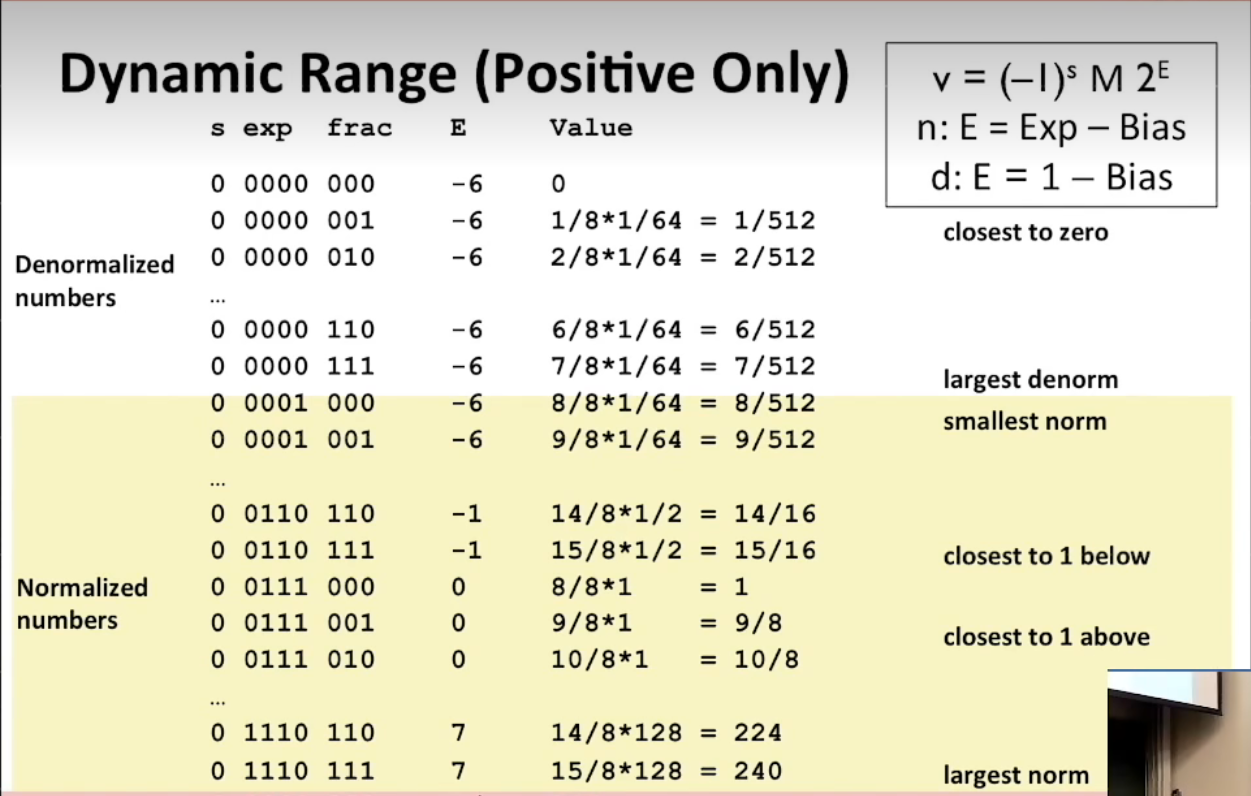 Dynamic Range (Positive Only)
v = (–1)ˢ M 2ᴱ
n: E = Exp – Bias
d: E = 1 – Bias
s exp frac E Value
0 0000 000 -6 0
0 0000 001 -6 1/8*1/64 = 1/512 closest to zero
0 0000 010 -6 2/8*1/64 = 2/512
Denormalized
numbers
...
0 0000 110 -6 6/8*1/64 = 6/512
0 0000 111 -6 7/8*1/64 = 7/512 largest denorm
0 0001 000 -6 8/8*1/64 = 8/512 smallest norm
0 0001 001 -6 9/8*1/64 = 9/512
...
0 0110 110 -1 14/8*1/2 = 14/16
0 0110 111 -1 15/8*1/2 = 15/16 closest to 1 below
Normalized
numbers
0 0111 000 0 8/8*1 = 1
0 0111 001 0 9/8*1 = 9/8 closest to 1 above
0 0111 010 0 10/8*1 = 10/8
...
0 1110 110 7 14/8*128 = 224
0 1110 111 7 15/8*128 = 240 largest norm